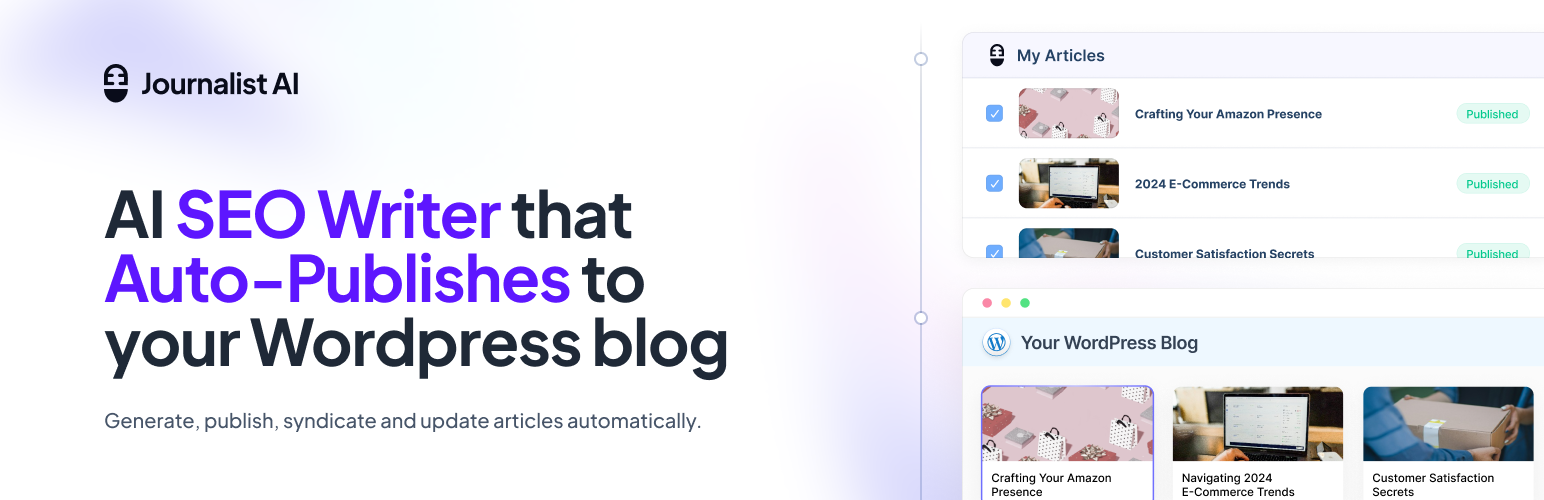 Journalist AI
AI SEO Writer that
Auto-Publishes to
your Wordpress blog
Generate, publish, syndicate and update articles automatically.
My Articles
Crafting Your Amazon Presence
Published
2024 E-Commerce Trends
Published
Customer Satisfaction Secrets
Published
Your WordPress Blog
Crafting Your Amazon
Presence
Navigating 2024
E-Commerce Trends
Customer Satisfaction
Secrets